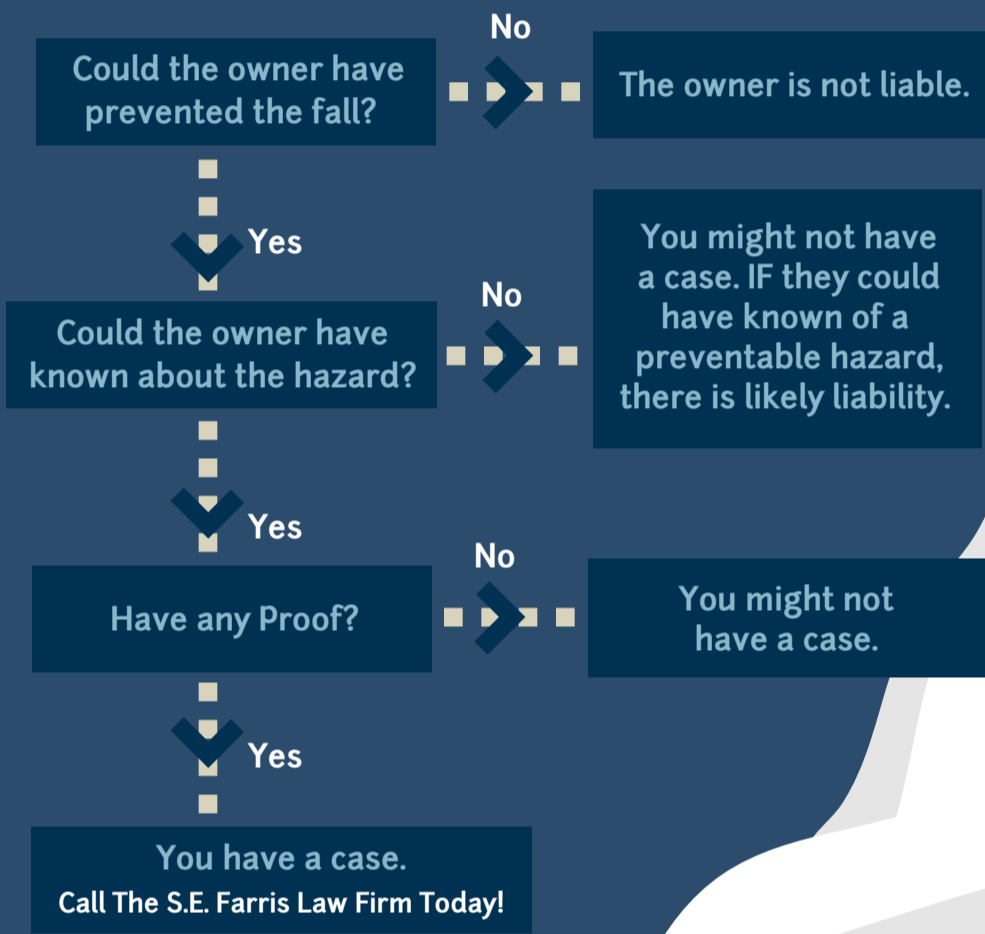 No
Could the owner have
prevented the fall?
The owner is not liable.
Yes
You might not have
a case. IF they could
have known of a
preventable hazard,
there is likely liability.
No
Could the owner have
known about the hazard?
Yes
No
Have any Proof?
You might not
have a case.
Yes
You have a case.
Call The S.E. Farris Law Firm Today!